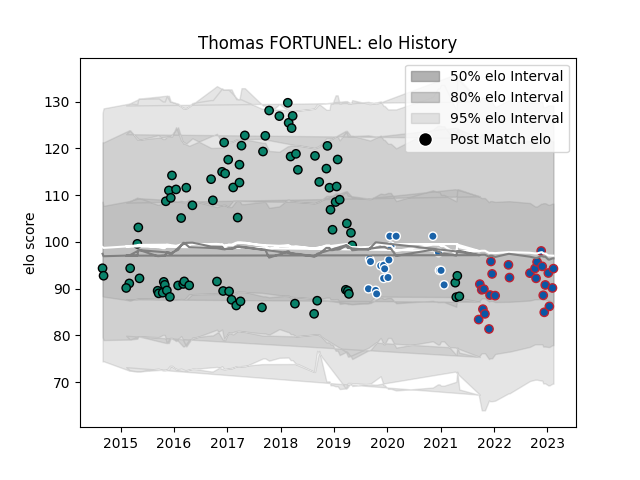 Thomas FORTUNEL: elo History
50% elo Interval
80% elo Interval
95% elo Interval
Post Match elo
elo score
130
120
110
100
90
80
70
2015 2016 2017 2018 2019 2020 2021 2022 2023